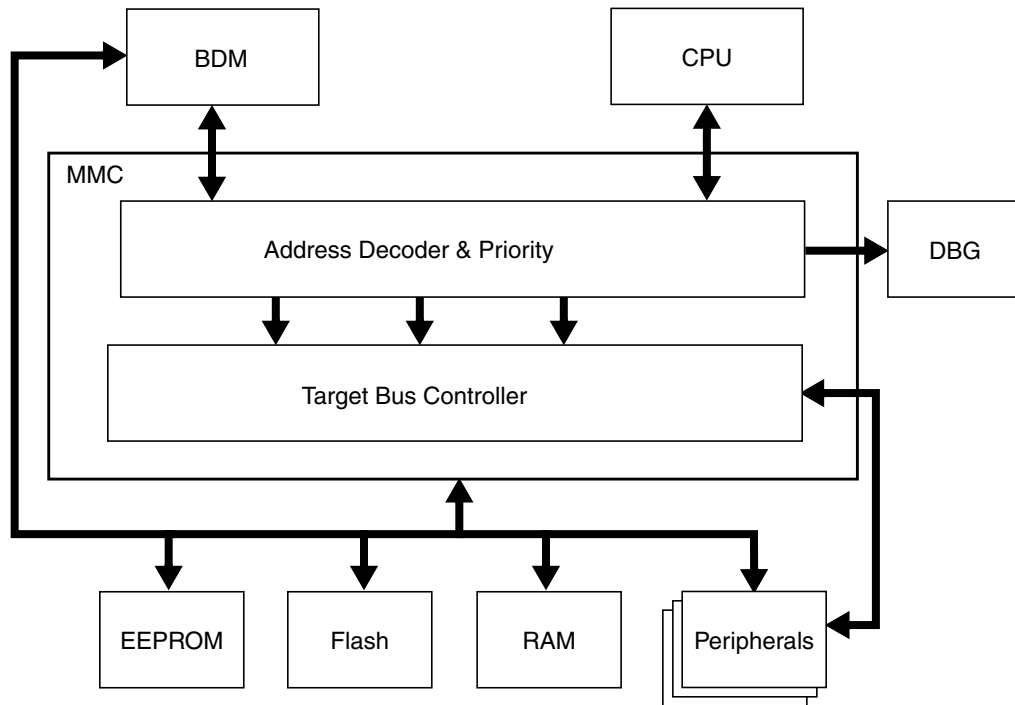 BDM
CPU
MMC
Address Decoder & Priority
DBG
Target Bus Controller
EEPROM
Flash
RAM
Peripherals